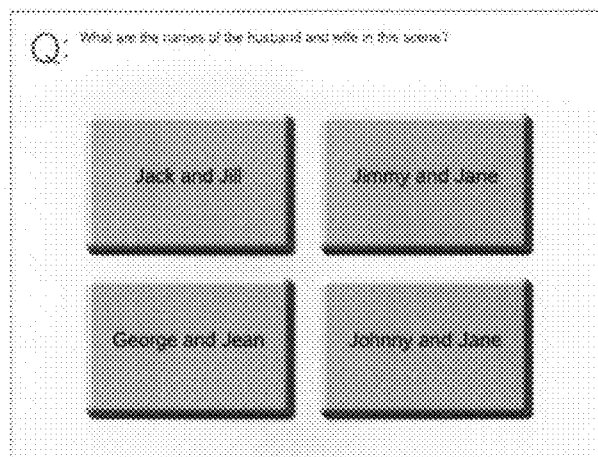 Q: What are the names of the husband and wife in this scene?
Jack and Jill
Jimmy and Jane
George and Jean
Johnny and Jane